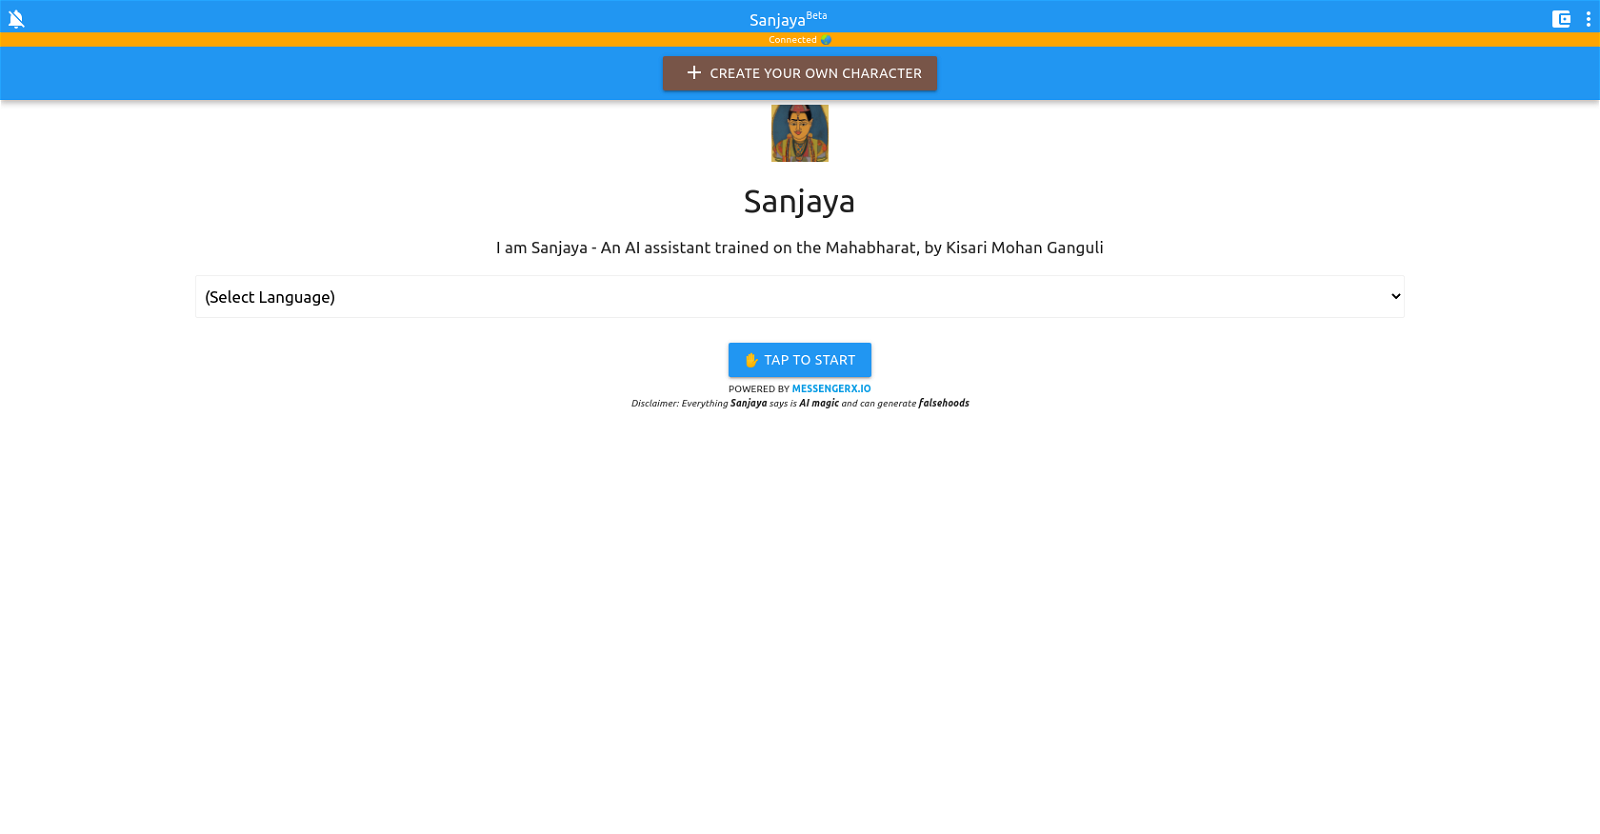 SanjayaBeta
Connected
CREATE YOUR OWN CHARACTER
Sanjaya
I am Sanjaya - An AI assistant trained on the Mahabharat, by Kisari Mohan Ganguli
(Select Language)
TAP TO START
POWERED BY MESSENGERX.IO
Disclaimer: Everything Sanjaya says is AI magic and can generate falsehoods